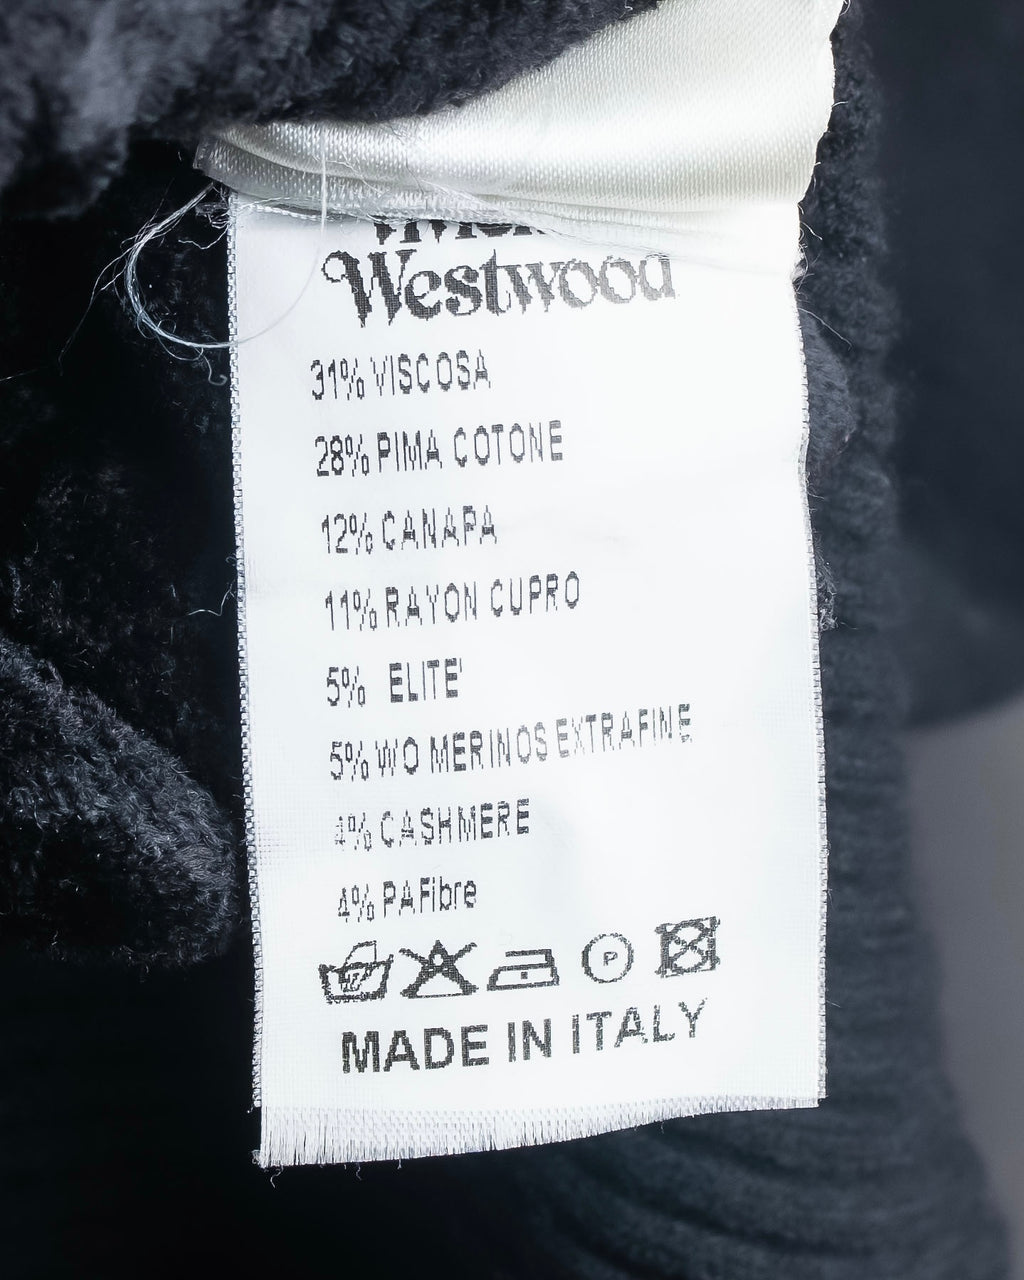 Westwood
31% VISCOSA
28% PIMA COTONE
12% CANAPA
11% RAYON CUPRO
5% ELITE'
5% WO MERINOS EXTRAFINE
4% CASHMERE
4% PAFibre
P
MADE IN ITALY